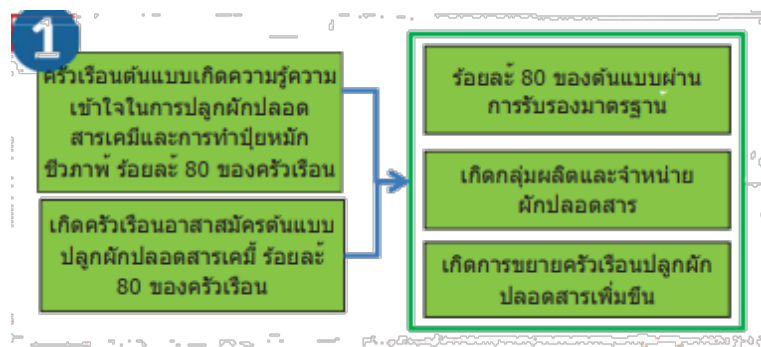 1
ครัวเรือนต้นแบบเกิดความรู้ความ
เข้าใจในการปลูกผักปลอด
สารเคมีและการทำปุ๋ยหมัก
ชีวภาพ ร้อยละ 80 ของครัวเรือน
เกิดครัวเรือนอาสาสมัครต้นแบบ
ปลูกผักปลอดสารเคมี ร้อยละ
80 ของครัวเรือน
ร้อยละ 80 ของต้นแบบผ่าน
การรับรองมาตรฐาน
เกิดกลุ่มผลิตและจำหน่าย
ผักปลอดสาร
เกิดการขยายครัวเรือนปลูกผัก
ปลอดสารเพิ่มขึ้น